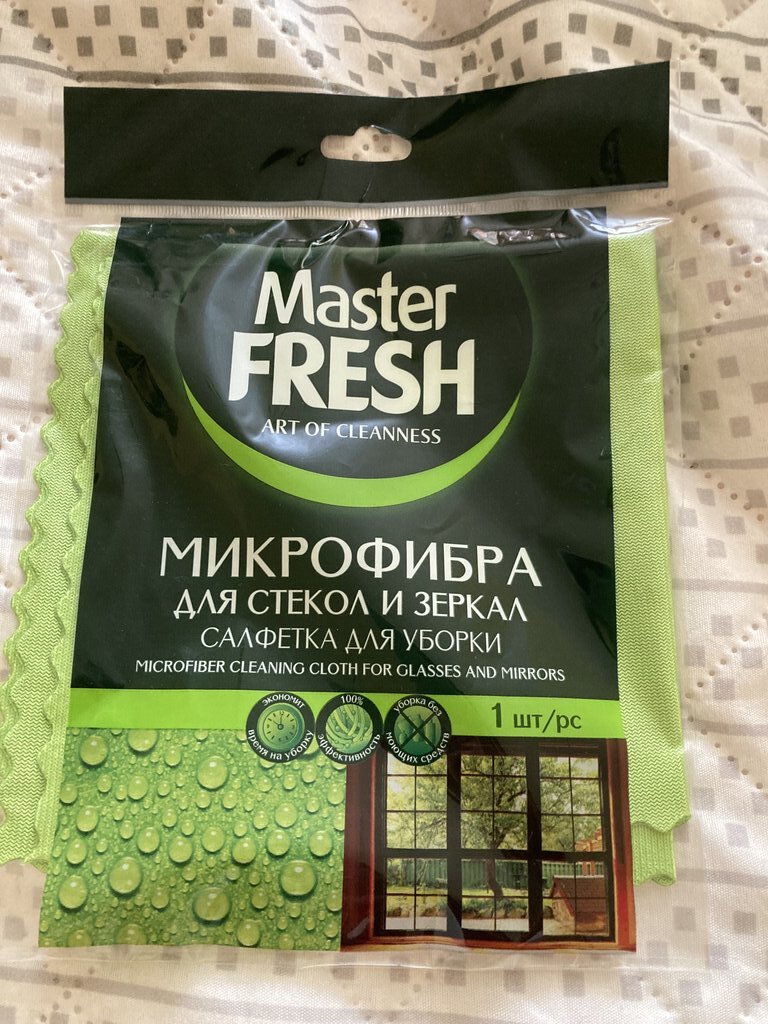 Master
FRESH
ART OF CLEANNESS
МИКРОФИБРА
ДЛЯ СТЕКОЛ И ЗЕРКАЛ
САЛФЕТКА ДЛЯ УБОРКИ
MICROFIBER CLEANING CLOTH FOR GLASSES AND MIRRORS
экономит
время на уборку
100%
эффективность
уборка без
моющих средств
1 шт/pc